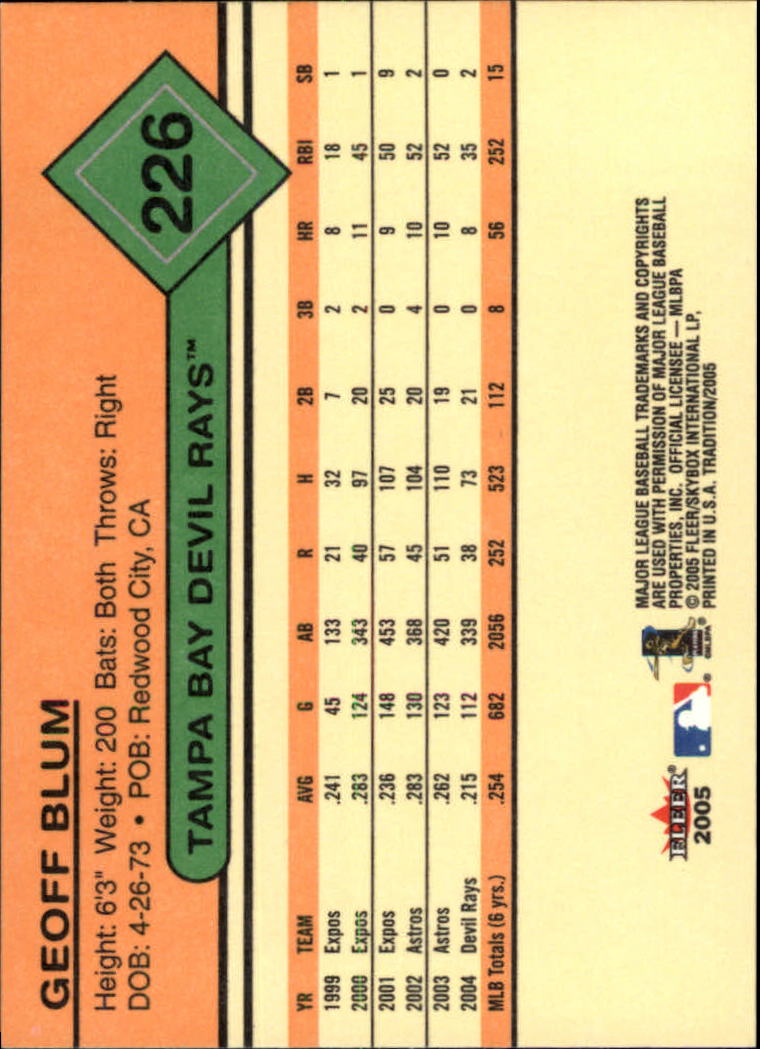 GEOFF BLUM
Height: 6'3" Weight: 200 Bats: Both Throws: Right
DOB: 4-26-73 • POB: Redwood City, CA
226
TAMPA BAY DEVIL RAYS™
YR TEAM AVG G AB R H 2B 3B HR RBI SB
1999 Expos .241 45 133 21 32 7 2 8 18 1
2000 Expos .283 124 343 40 97 20 2 11 45 1
2001 Expos .236 148 453 57 107 25 0 9 50 9
2002 Astros .283 130 368 45 104 20 4 10 52 2
2003 Astros .262 123 420 51 110 19 0 10 52 0
2004 Devil Rays .215 112 339 38 73 21 0 8 35 2
MLB Totals (6 yrs.) .254 682 2056 252 523 112 8 56 252 15
FLEER®
2005
®
©MLBPA
MAJOR LEAGUE BASEBALL TRADEMARKS AND COPYRIGHTS
ARE USED WITH PERMISSION OF MAJOR LEAGUE BASEBALL
PROPERTIES, INC. OFFICIAL LICENSEE — MLBPA
© 2005 FLEER/SKYBOX INTERNATIONAL LP,
PRINTED IN U.S.A. TRADITION/2005